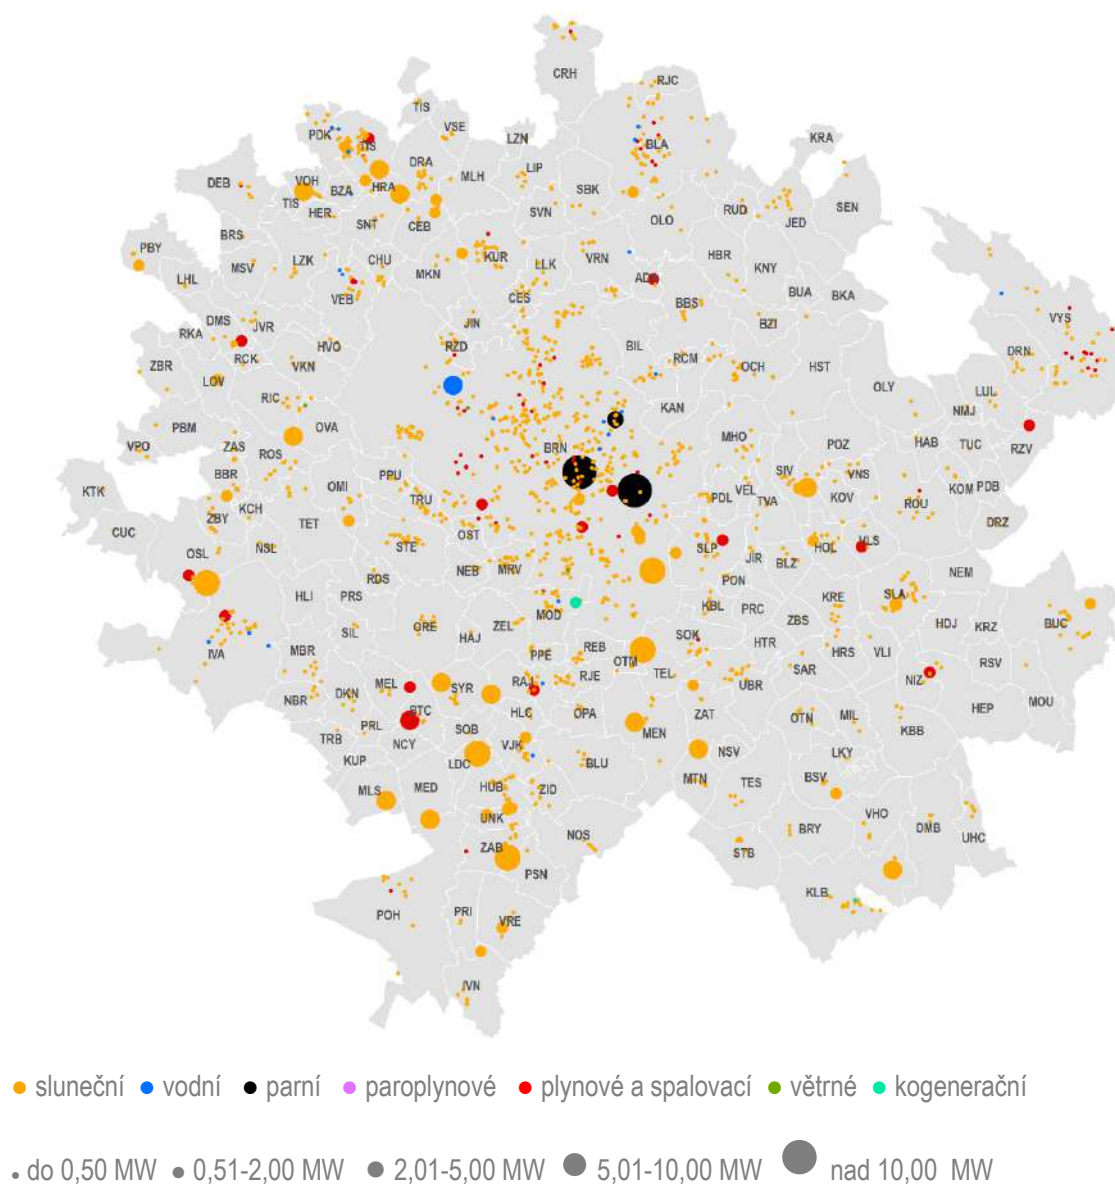 CRH
RJC
TIS
VSE
PDK
TIS
LZN
BLA
KRA
DRA
LIP
DEB
VOH
BZA
HRA
MLH
SBK
SEN
TIS
HER
SNT
CEB
SVN
OLO
RUD
JED
BRS
PBY
LZK
CHU
KUR
VRN
HBR
MSV
MKN
LLK
KNY
LHL
VEB
ADA
BUA
BKA
CES
BBS
DMS
JVR
JIN
BZI
VYS
RKA
RZD
BIL
HVO
RCK
RCM
DRN
ZBR
VKN
OCH
HST
LOV
OLY
LUL
RIC
KAN
NMJ
PBM
OVA
MHO
HAB
VPO
ZAS
ROS
BRN
POZ
TUC
RZV
BBR
PPU
SIV
VNS
KTK
OMI
VEL
KOM
PDB
KCH
TRU
PDL
TVA
KOV
ROU
ZBY
TET
DRZ
CUC
OST
OSL
NSL
STE
SLP
HOL
VLS
JIR
BLZ
NEB
MRV
NEM
RDS
PON
HLI
PRS
KRE
SLA
MOD
KBL
PRC
ZBS
HDJ
KRZ
BUC
SIL
ORE
HAJ
ZEL
SOK
HTR
HRS
VLI
IVA
MBR
PPE
REB
OTM
RSV
SAR
TEL
NIZ
RAJ
RJE
UBR
NBR
DKN
MEL
SYR
BTC
HLC
OPA
ZAT
OTN
MIL
HEP
MOU
PRL
SOB
MEN
KBB
TRB
NCY
VJK
NSV
LKY
KUP
LDC
BLU
MTN
TES
BSV
MLS
MED
HUB
ZID
VHO
UNK
BRY
DMB
NOS
UHC
ZAB
STB
PSN
KLB
POH
PRI
VRE
IVN
sluneční vodní parní paroplynové plynové a spalovací větrné kogenerační
do 0,50 MW 0,51-2,00 MW 2,01-5,00 MW 5,01-10,00 MW nad 10,00 MW